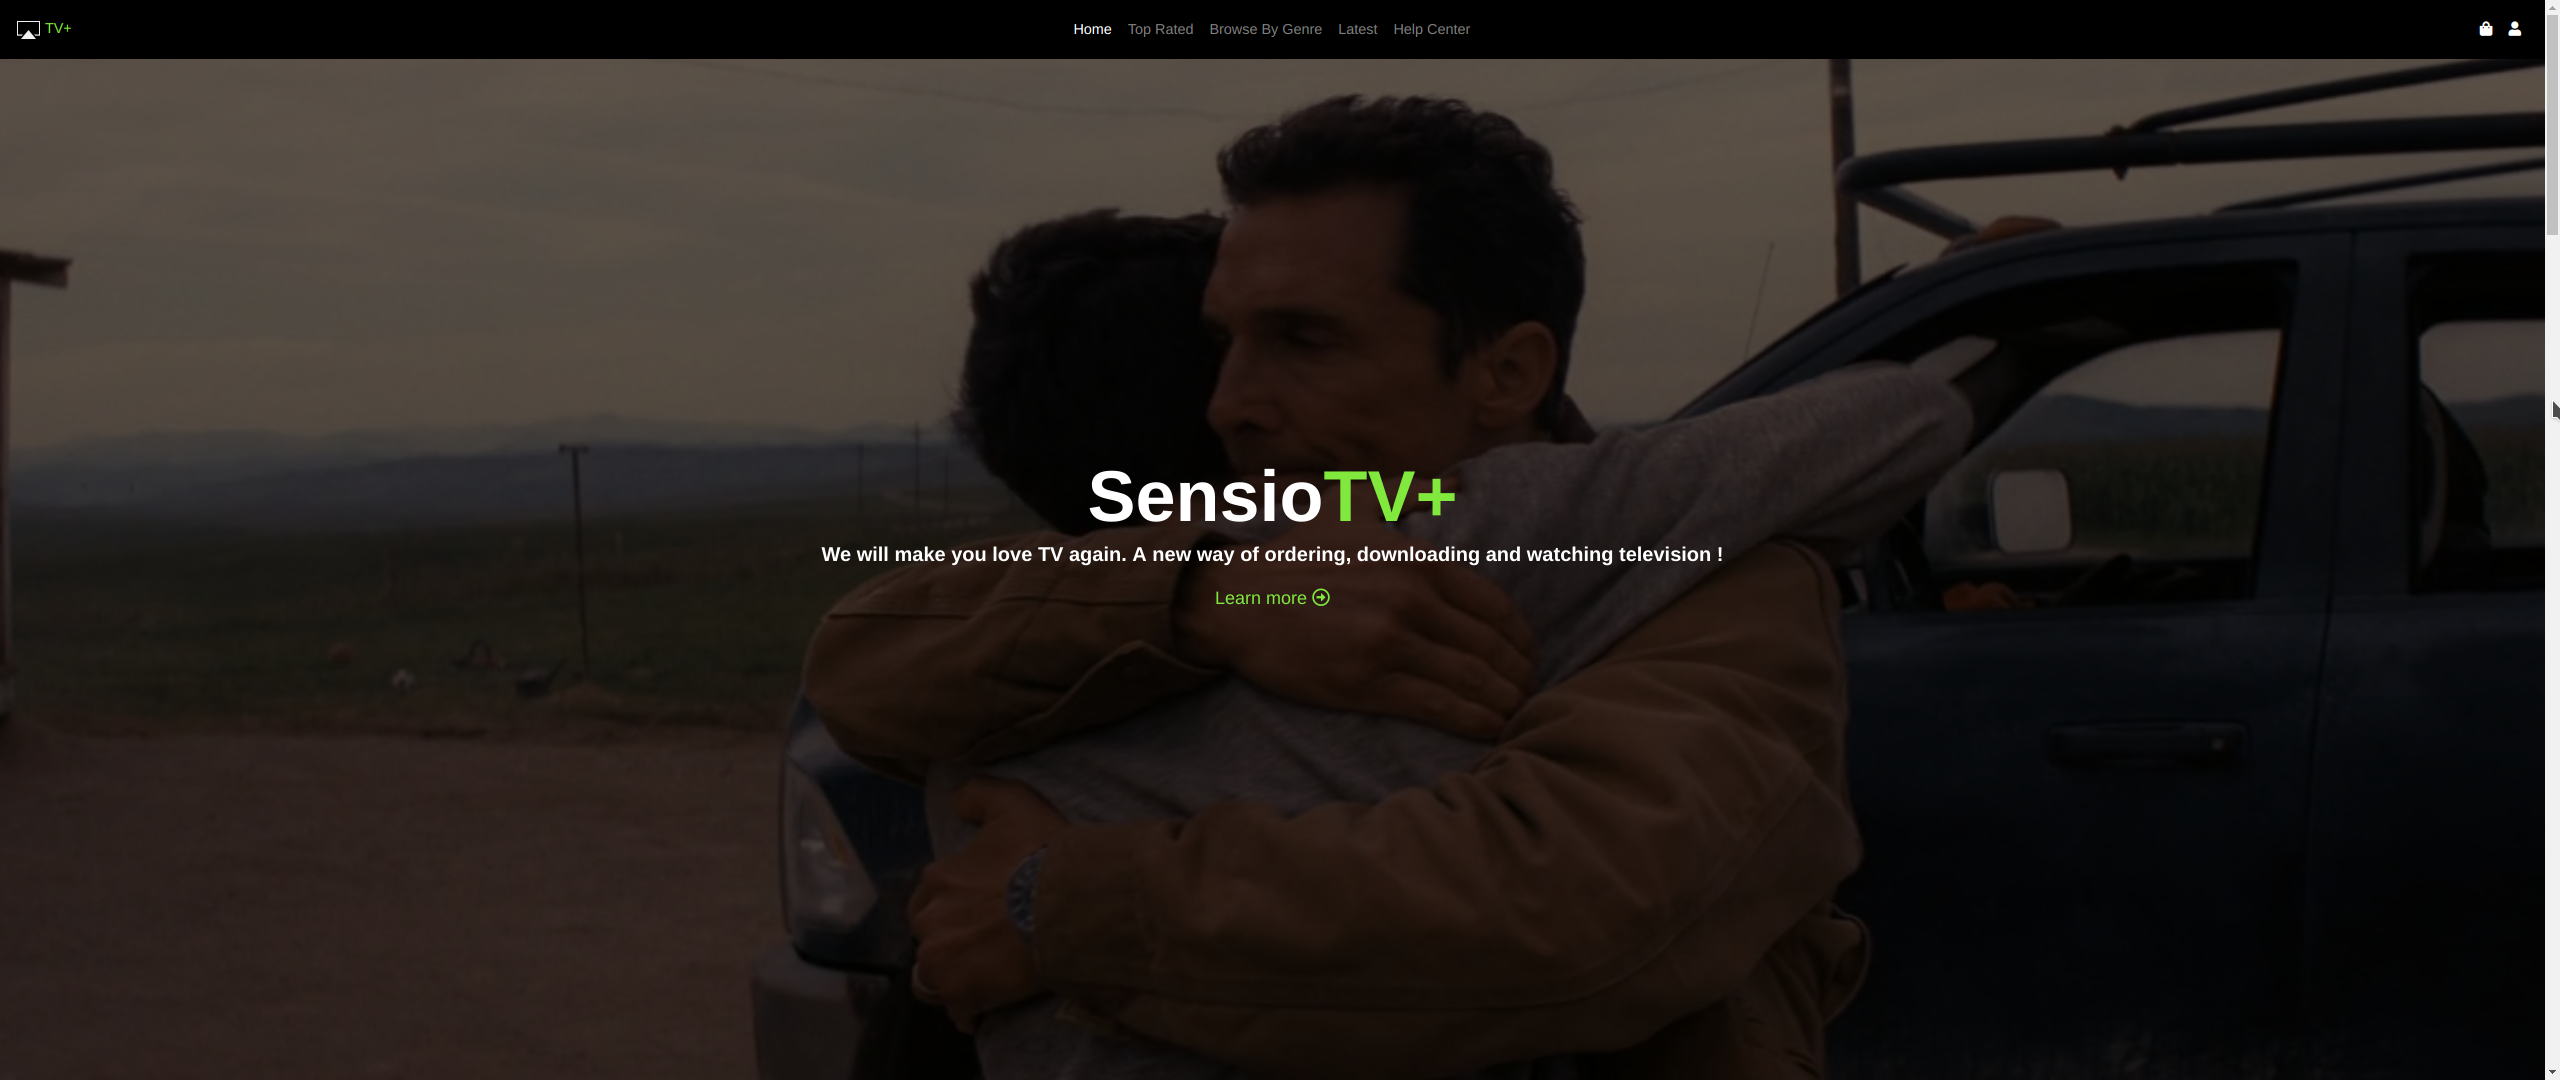 TV+
Home Top Rated Browse By Genre Latest Help Center
SensioTV+
We will make you love TV again. A new way of ordering, downloading and watching television !
Learn more